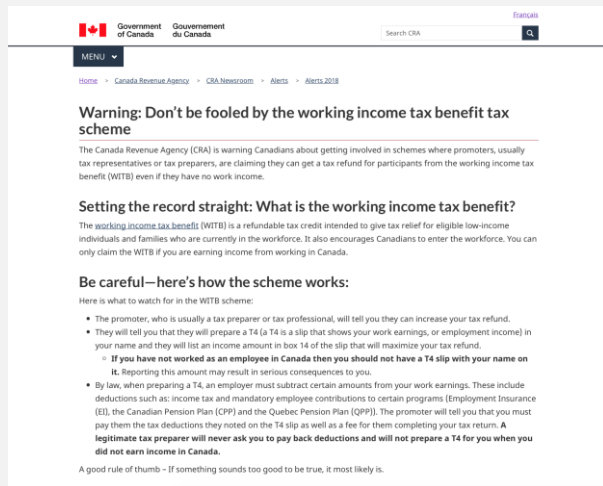 français
Government of Canada
Gouvernement du Canada
Search CRA
MENU
Home > Canada Revenue Agency > CRA Newsroom > Alerts > Alerts 2018
Warning: Don't be fooled by the working income tax benefit tax
scheme
The Canada Revenue Agency (CRA) is warning Canadians about getting involved in schemes where promoters, usually
tax representatives or tax preparers, are claiming they can get a tax refund for participants from the working income tax
benefit (WITB) even if they have no work income.
Setting the record straight: What is the working income tax benefit?
The working income tax benefit (WITB) is a refundable tax credit intended to give tax relief for eligible low-income
individuals and families who are currently in the workforce. It also encourages Canadians to enter the workforce. You can
only claim the WITB if you are earning income from working in Canada.
Be careful—here's how the scheme works:
Here is what to watch for in the WITB scheme:
• The promoter, who is usually a tax preparer or tax professional, will tell you they can increase your tax refund.
• They will tell you that they will prepare a T4 (a T4 is a slip that shows your work earnings, or employment income) in
your name and they will list an income amount in box 14 of the slip that will maximize your tax refund.
○ If you have not worked as an employee in Canada then you should not have a T4 slip with your name on
it. Reporting this amount may result in serious consequences to you.
• By law, when preparing a T4, an employer must subtract certain amounts from your work earnings. These include
deductions such as: income tax and mandatory employee contributions to certain programs (Employment Insurance
(EI), the Canadian Pension Plan (CPP) and the Quebec Pension Plan (QPP)). The promoter will tell you that you must
pay them the tax deductions they noted on the T4 slip as well as a fee for them completing your tax return. A
legitimate tax preparer will never ask you to pay back deductions and will not prepare a T4 for you when you
did not earn income in Canada.
A good rule of thumb – If something sounds too good to be true, it most likely is.